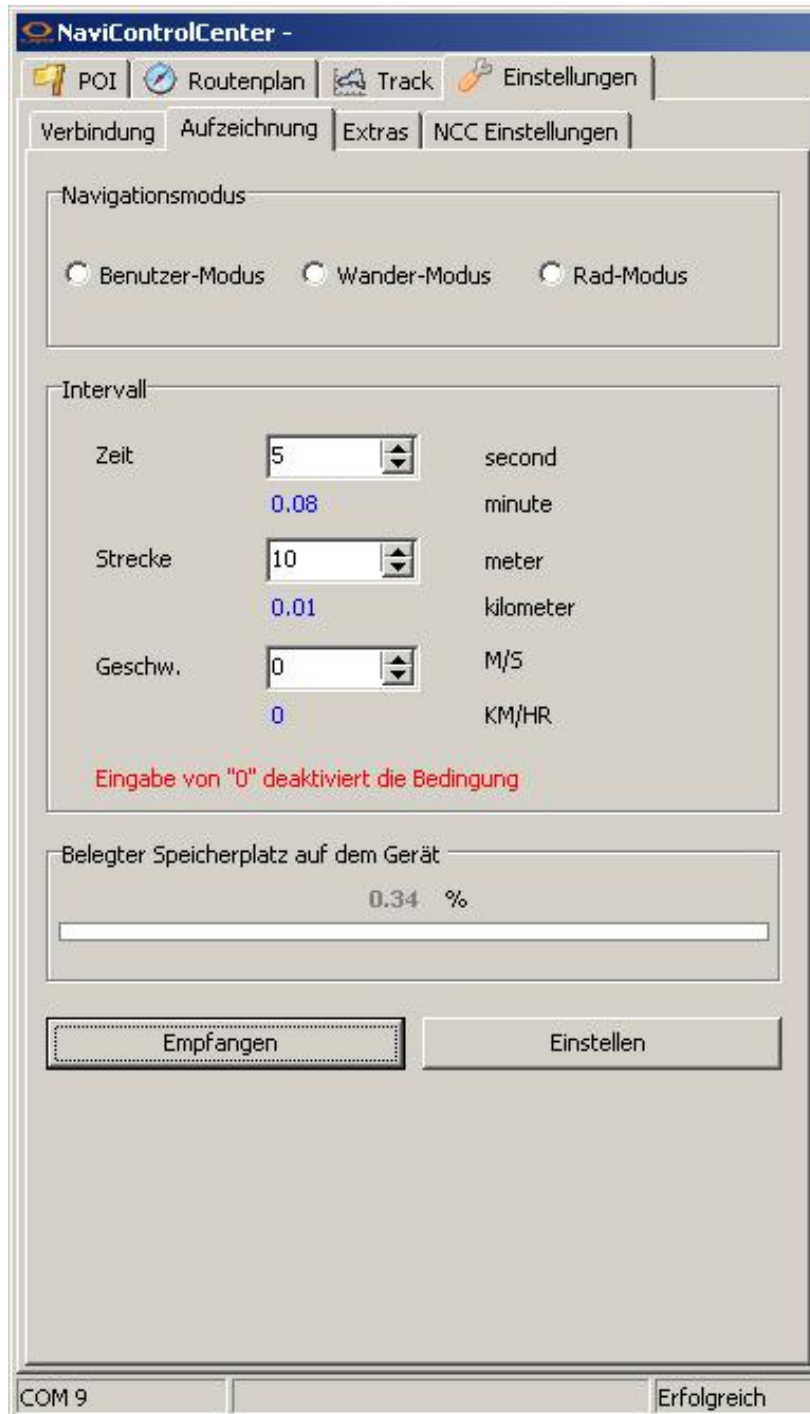 NaviControlCenter -
POI Routenplan Track Einstellungen
Verbindung Aufzeichnung Extras NCC Einstellungen
Navigationsmodus
Benutzer-Modus Wander-Modus Rad-Modus
Intervall
Zeit 5 second
0.08 minute
Strecke 10 meter
0.01 kilometer
Geschw. 0 M/S
0 KM/HR
Eingabe von "0" deaktiviert die Bedingung
Belegter Speicherplatz auf dem Gerät
0.34 %
Empfangen Einstellen
COM 9 Erfolgreich